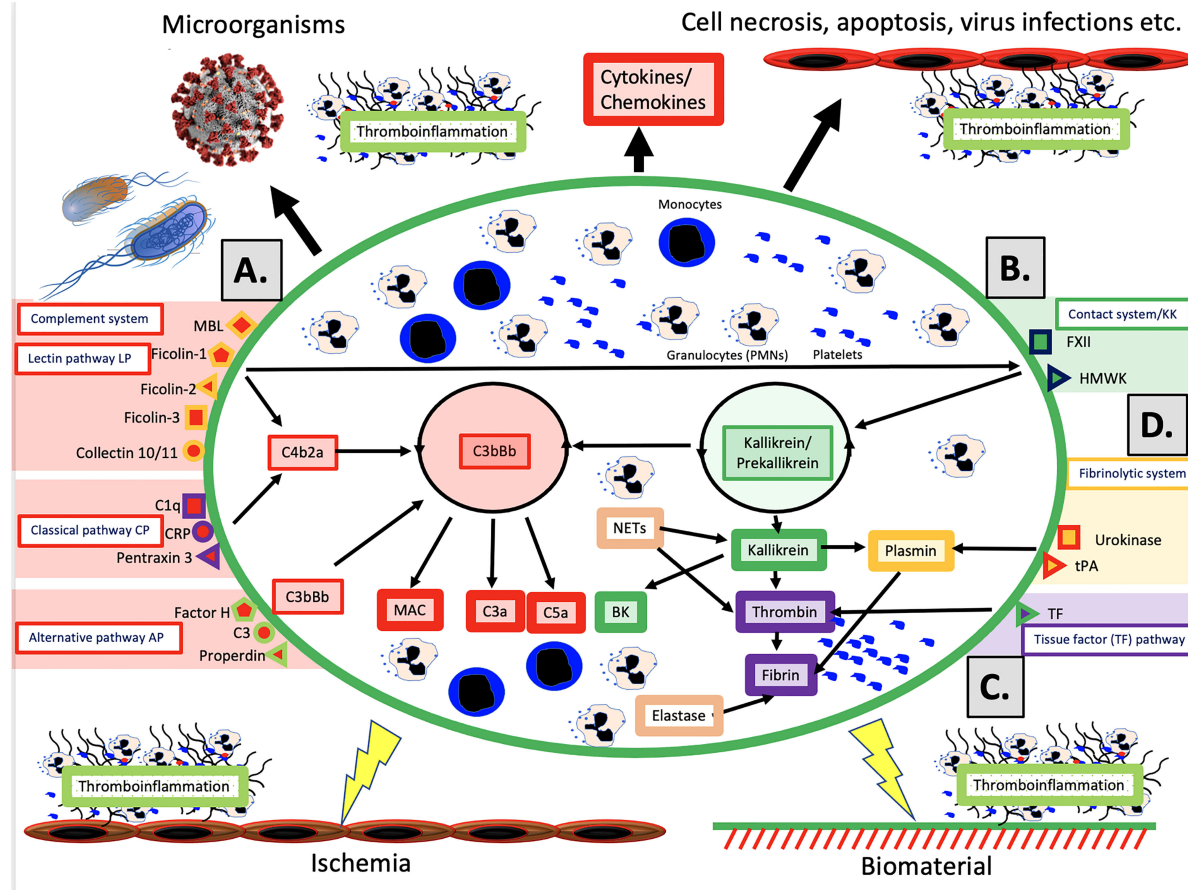 Microorganisms
Cell necrosis, apoptosis, virus infections etc.
Cytokines/
Chemokines
Thromboinflammation
Thromboinflammation
Monocytes
A.
B.
Complement system
MBL
Lectin pathway LP
Ficolin-1
Ficolin-2
Ficolin-3
Collectin 10/11
Contact system/KK
FXII
HMWK
Granulocytes (PMNs)
Platelets
D.
C4b2a
C3bBb
Kallikrein/
Prekallikrein
Fibrinolytic system
C1q
Classical pathway CP
CRP
Pentraxin 3
NETs
Kallikrein
Plasmin
Urokinase
tPA
C3bBb
Factor H
Alternative pathway AP
C3
Properdin
MAC
C3a
C5a
BK
Thrombin
TF
Tissue factor (TF) pathway
Fibrin
C.
Elastase
Thromboinflammation
Thromboinflammation
Ischemia
Biomaterial